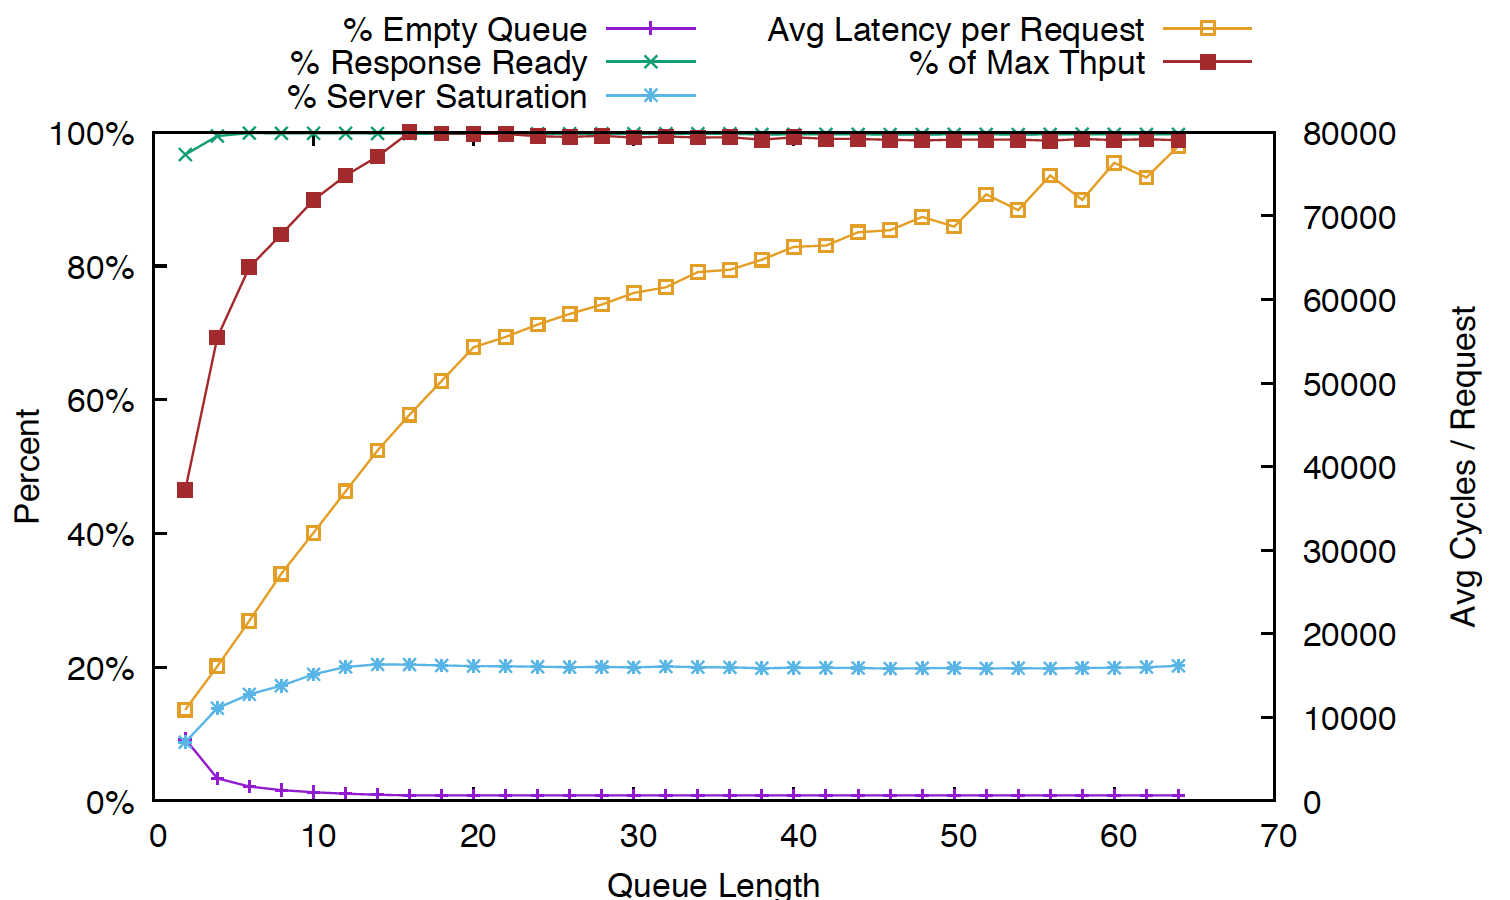 % Empty Queue
% Response Ready
% Server Saturation
Avg Latency per Request
% of Max Thput
100%
80%
60%
40%
20%
0%
Percent
80000
70000
60000
50000
40000
30000
20000
10000
0
Avg Cycles / Request
0 10 20 30 40 50 60 70
Queue Length